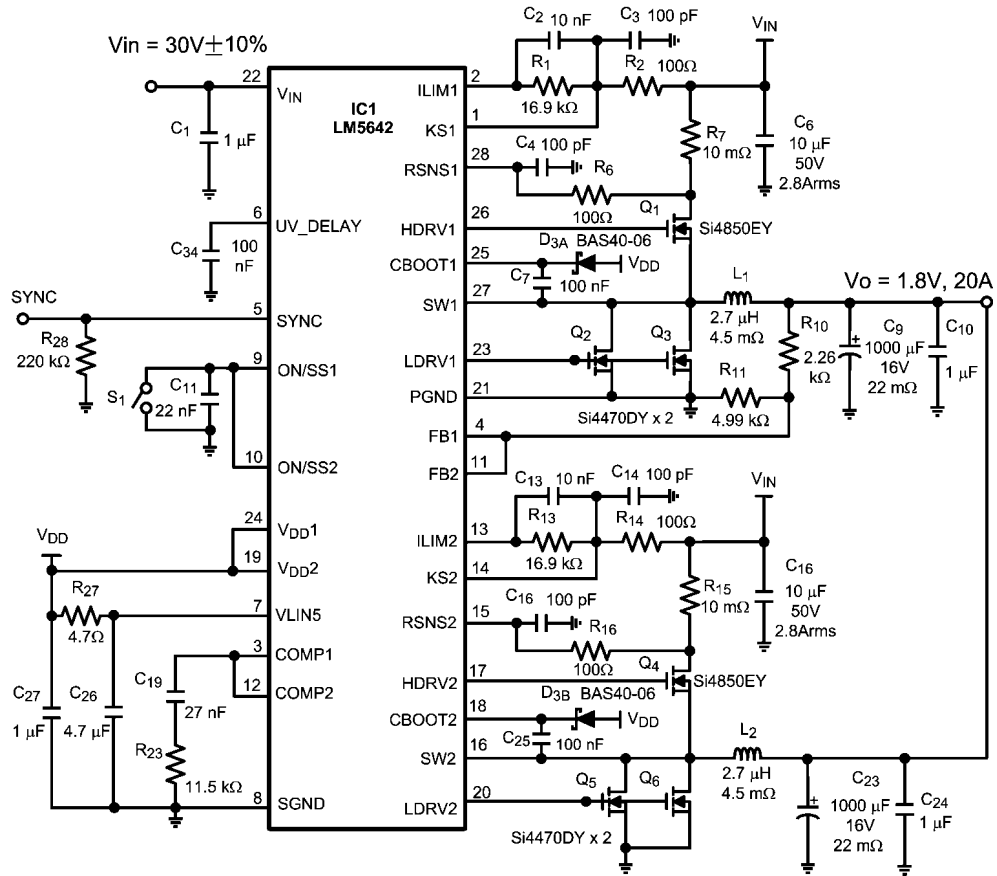 Vin = 30V±10%
22
VIN
C1
1 µF
IC1
LM5642
6
UV_DELAY
C34
100
nF
SYNC
5
SYNC
R28
220 kΩ
9
ON/SS1
S1
C11
22 nF
10
ON/SS2
24
VDD1
VDD
19
VDD2
R27
4.7Ω
7
VLIN5
3
COMP1
12
COMP2
C19
27 nF
C27
1 µF
C26
4.7 µF
R23
11.5 kΩ
8
SGND
2
ILIM1
C2
10 nF
C3
100 pF
R1
16.9 kΩ
R2
100Ω
VIN
1
KS1
R7
10 mΩ
C6
10 µF
50V
2.8Arms
28
RSNS1
C4
100 pF
R6
100Ω
26
HDRV1
Q1
Si4850EY
25
CBOOT1
D3A
BAS40-06
VDD
C7
100 nF
27
SW1
L1
2.7 µH
4.5 mΩ
Vo = 1.8V, 20A
23
LDRV1
Q2
Q3
R10
2.26
kΩ
+
C9
1000 µF
16V
22 mΩ
C10
1 µF
21
PGND
Si4470DY x 2
R11
4.99 kΩ
4
FB1
11
FB2
13
ILIM2
C13
10 nF
C14
100 pF
R13
16.9 kΩ
R14
100Ω
VIN
14
KS2
R15
10 mΩ
C16
10 µF
50V
2.8Arms
15
RSNS2
C16
100 pF
R16
100Ω
17
HDRV2
Q4
Si4850EY
18
CBOOT2
D3B
BAS40-06
VDD
C25
100 nF
16
SW2
L2
2.7 µH
4.5 mΩ
20
LDRV2
Q5
Q6
Si4470DY x 2
+
C23
1000 µF
16V
22 mΩ
C24
1 µF